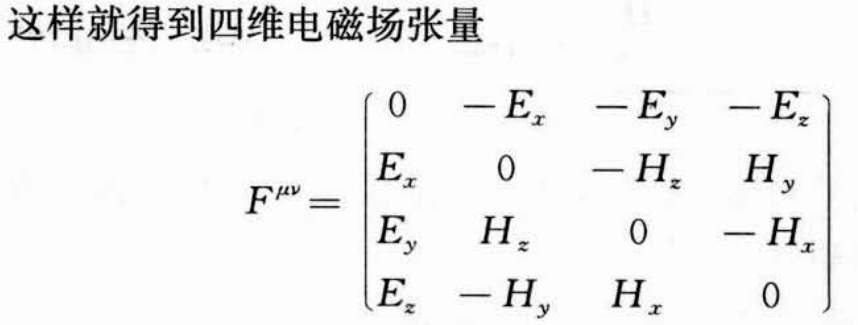 这样就得到四维电磁场张量
0 −E_x −E_y −E_z
E_x 0 −H_z H_y
F^{μν} =
E_y H_z 0 −H_x
E_z −H_y H_x 0